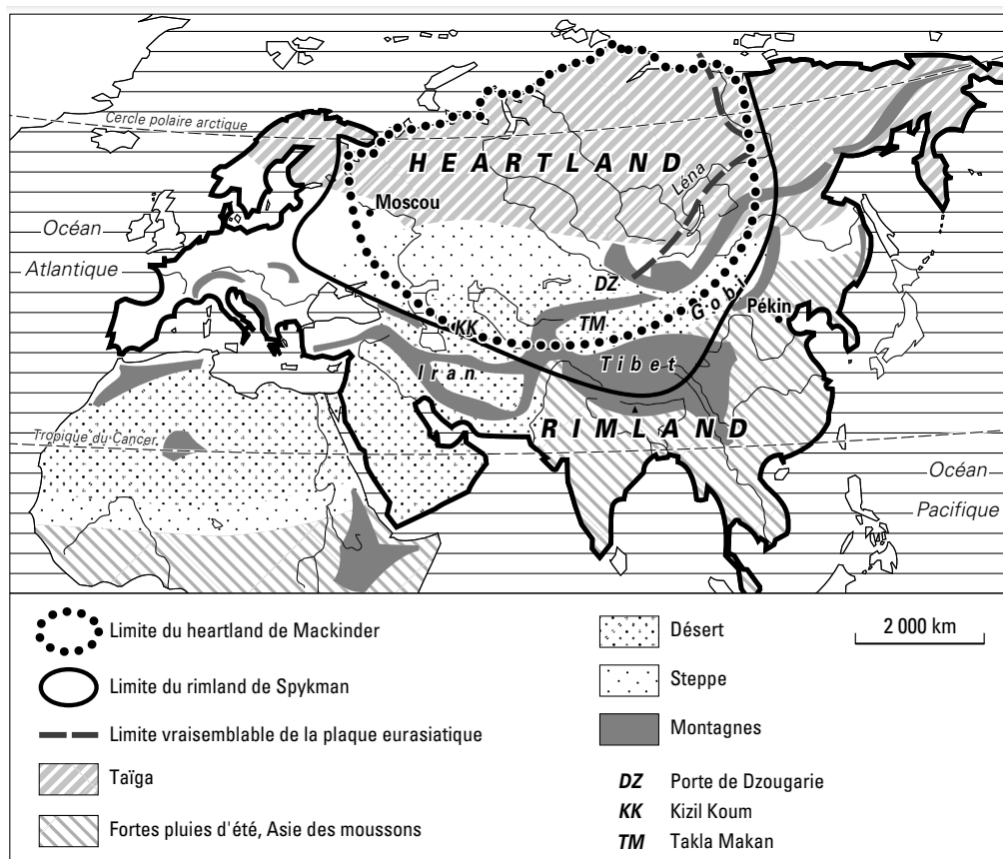 Cercle polaire arctique
HEARTLAND
Léna
Moscou
Océan
Atlantique
DZ
Gobi
KK
TM
Pékin
Iran
Tibet
RIMLAND
Tropique du Cancer
Océan
Pacifique
Limite du heartland de Mackinder
Limite du rimland de Spykman
Limite vraisemblable de la plaque eurasiatique
Taïga
Fortes pluies d'été, Asie des moussons
Désert
2 000 km
Steppe
Montagnes
DZ Porte de Dzougarie
KK Kizil Koum
TM Takla Makan